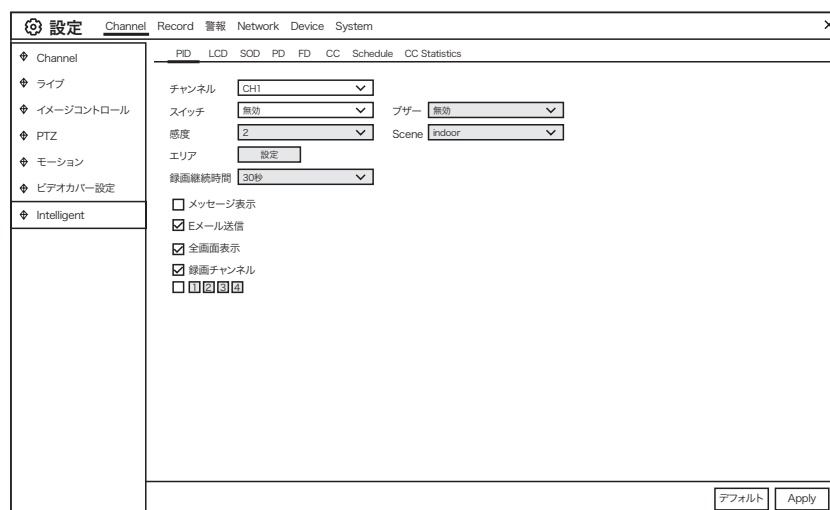 設定 Channel Record 警報 Network Device System ×
Channel
ライブ
イメージコントロール
PTZ
モーション
ビデオカバー設定
Intelligent
PID LCD SOD PD FD CC Schedule CC Statistics
チャンネル CH1
スイッチ 無効 ブザー 無効
感度 2 Scene indoor
エリア 設定
録画継続時間 30秒
メッセージ表示
Eメール送信
全画面表示
録画チャンネル
1 2 3 4
デフォルト Apply